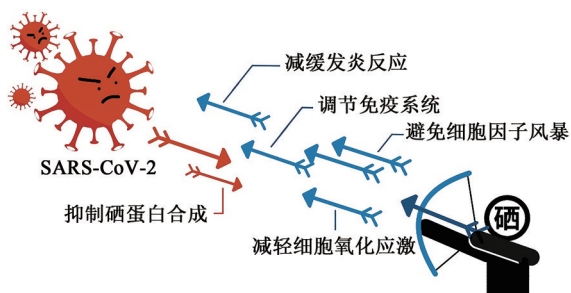 减缓发炎反应
调节免疫系统
避免细胞因子风暴
SARS-CoV-2
抑制硒蛋白合成
硒
减轻细胞氧化应激